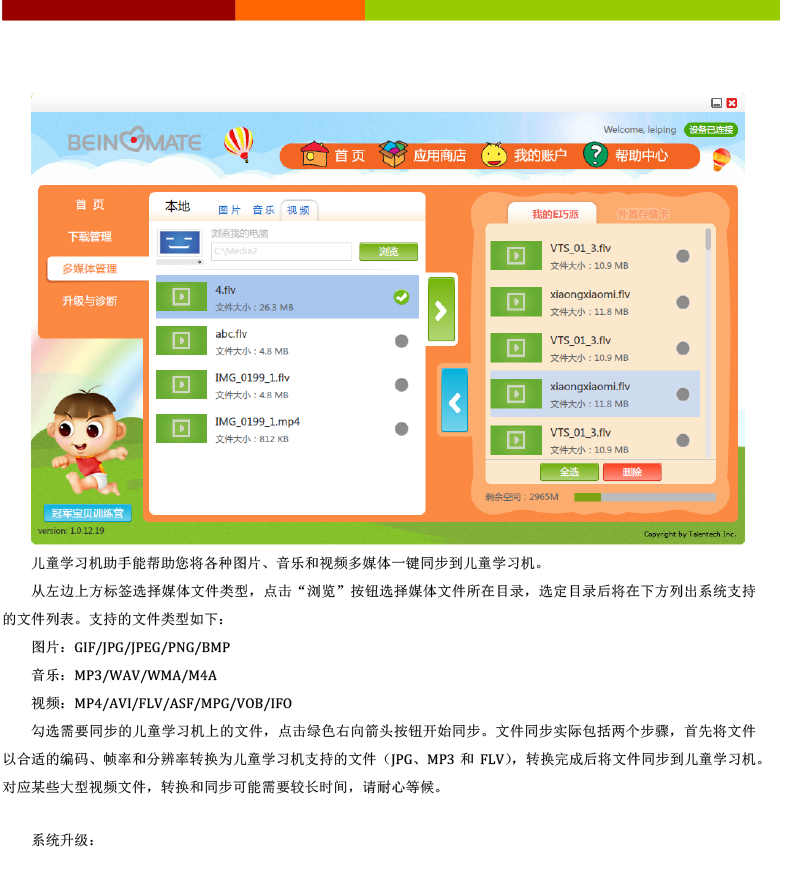 BEINMATE
Welcome, leiping 设备已连接
首 页 应用商店 我的账户 帮助中心
首 页
下载管理
多媒体管理
升级与诊断
冠军宝贝训练营
version: 1.0.12.19
本地 图片 音乐 视频
浏览我的电脑
C:\Media2 浏览
4.flv
文件大小：26.3 MB
abc.flv
文件大小：4.8 MB
IMG_0199_1.flv
文件大小：4.8 MB
IMG_0199_1.mp4
文件大小：812 KB
我的E巧派 外置存储卡
VTS_01_3.flv
文件大小：10.9 MB
xiaongxiaomi.flv
文件大小：11.8 MB
VTS_01_3.flv
文件大小：10.9 MB
xiaongxiaomi.flv
文件大小：11.8 MB
VTS_01_3.flv
文件大小：10.9 MB
全选 删除
剩余空间：2965M
Copyright by Talentech Inc.
儿童学习机助手能帮助您将各种图片、音乐和视频多媒体一键同步到儿童学习机。
从左边上方标签选择媒体文件类型，点击“浏览”按钮选择媒体文件所在目录，选定目录后将在下方列出系统支持
的文件列表。支持的文件类型如下：
图片：GIF/JPG/JPEG/PNG/BMP
音乐：MP3/WAV/WMA/M4A
视频：MP4/AVI/FLV/ASF/MPG/VOB/IFO
勾选需要同步的儿童学习机上的文件，点击绿色右向箭头按钮开始同步。文件同步实际包括两个步骤，首先将文件
以合适的编码、帧率和分辨率转换为儿童学习机支持的文件（JPG、MP3 和 FLV），转换完成后将文件同步到儿童学习机。
对应某些大型视频文件，转换和同步可能需要较长时间，请耐心等候。
系统升级：